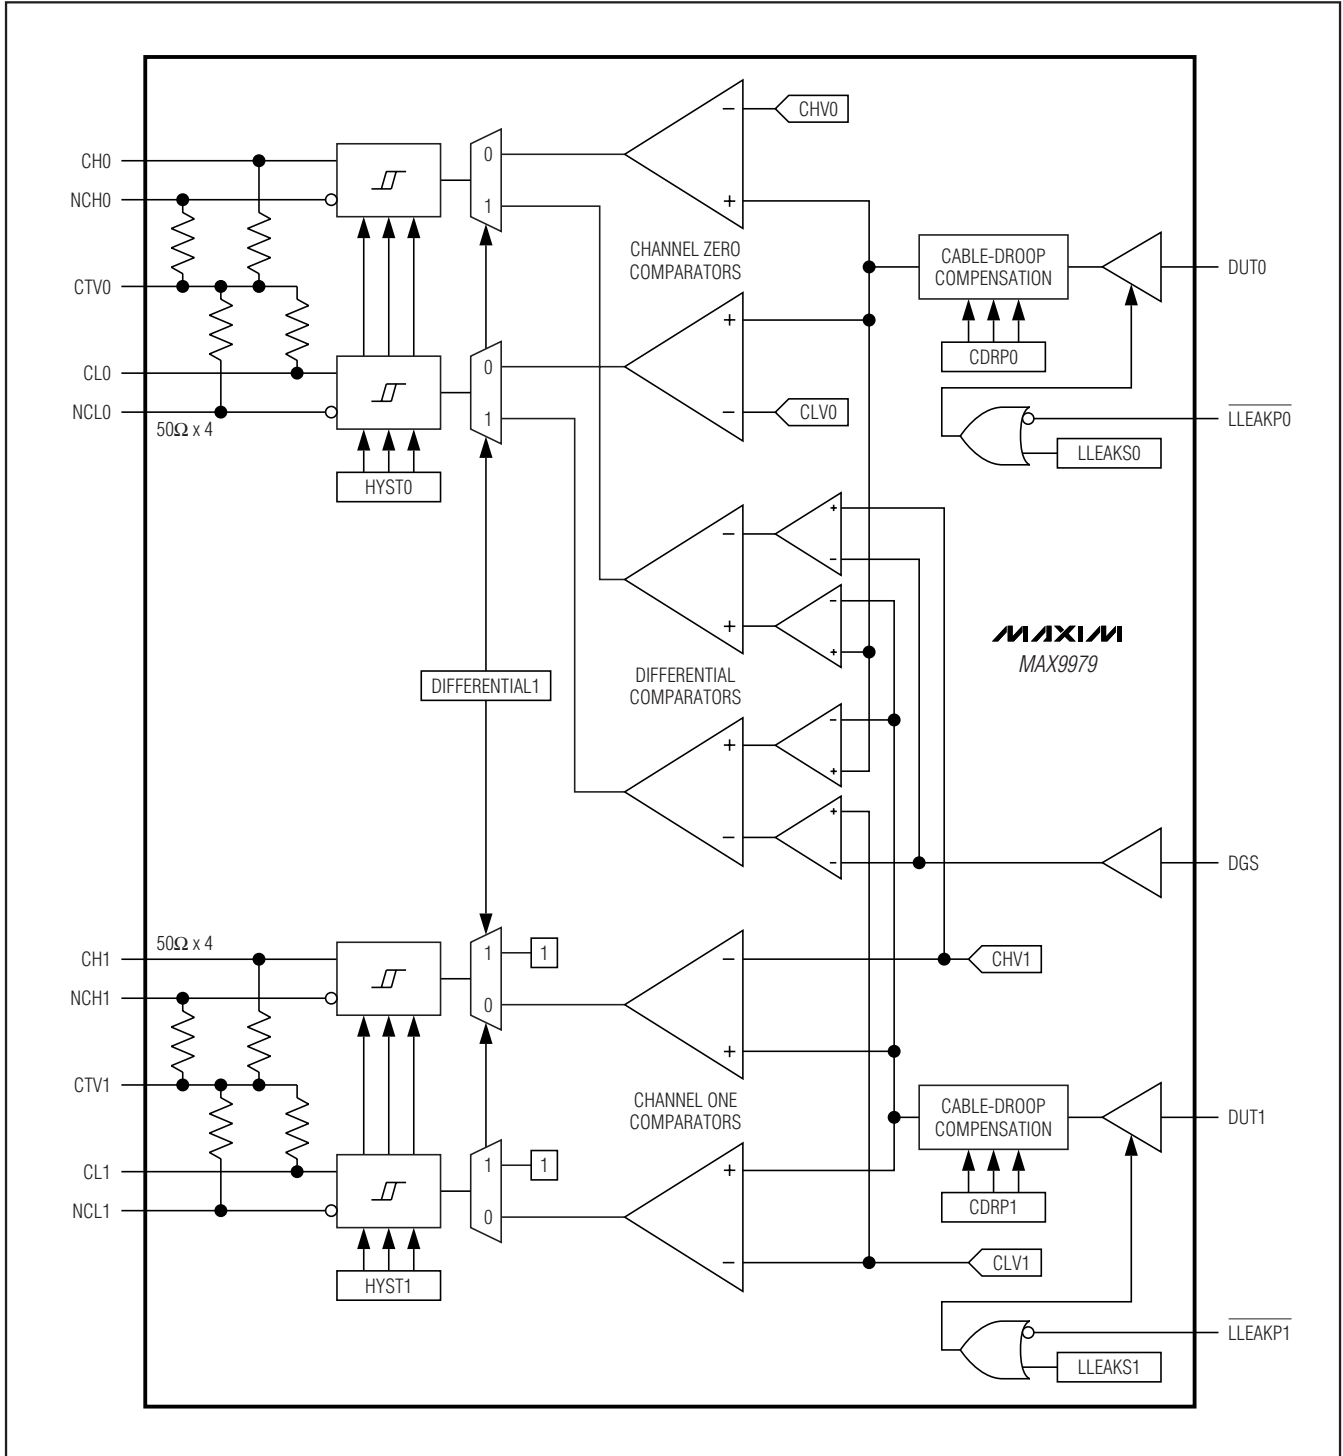 CHV0
CH0
0
−
NCH0
1
+
CHANNEL ZERO
COMPARATORS
CABLE-DROOP
COMPENSATION
DUT0
CTV0
+
CDRP0
CL0
0
NCL0
1
−
CLV0
LLEAKP0
50Ω x 4
LLEAKS0
HYST0
+
−
−
−
+
+
MAXIM
MAX9979
DIFFERENTIAL1
DIFFERENTIAL
COMPARATORS
−
+
+
+
−
−
DGS
50Ω x 4
CH1
1
1
−
CHV1
NCH1
0
+
CTV1
CHANNEL ONE
COMPARATORS
CABLE-DROOP
COMPENSATION
DUT1
CL1
1
1
+
NCL1
0
CDRP1
−
CLV1
HYST1
LLEAKP1
LLEAKS1